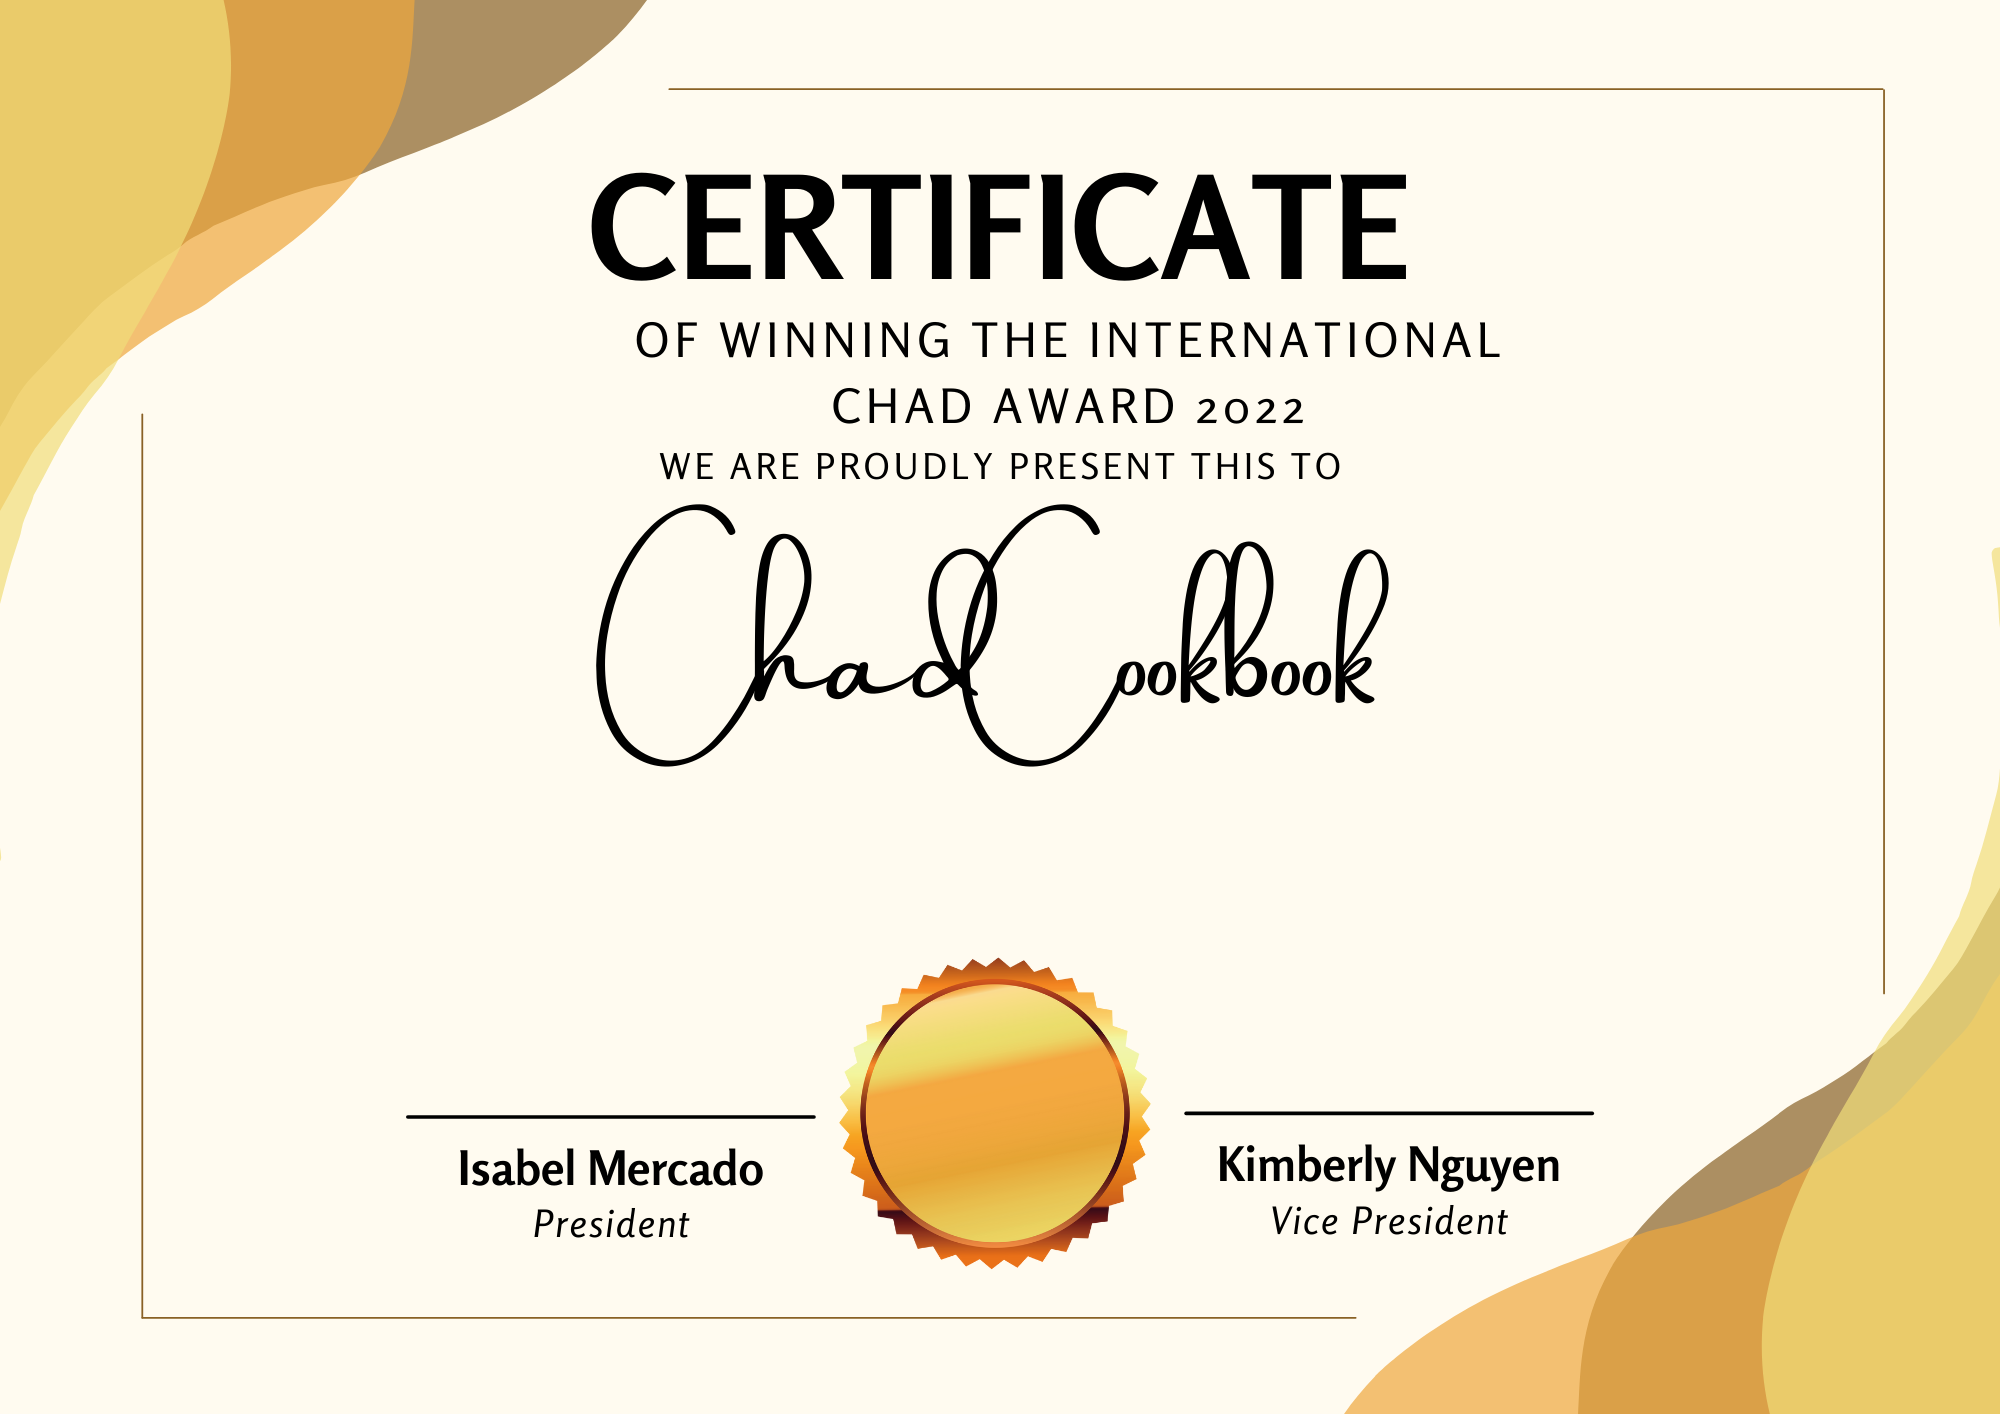 CERTIFICATE
OF WINNING THE INTERNATIONAL
CHAD AWARD 2022
WE ARE PROUDLY PRESENT THIS TO
Chad Cookbook
Isabel Mercado
President
Kimberly Nguyen
Vice President